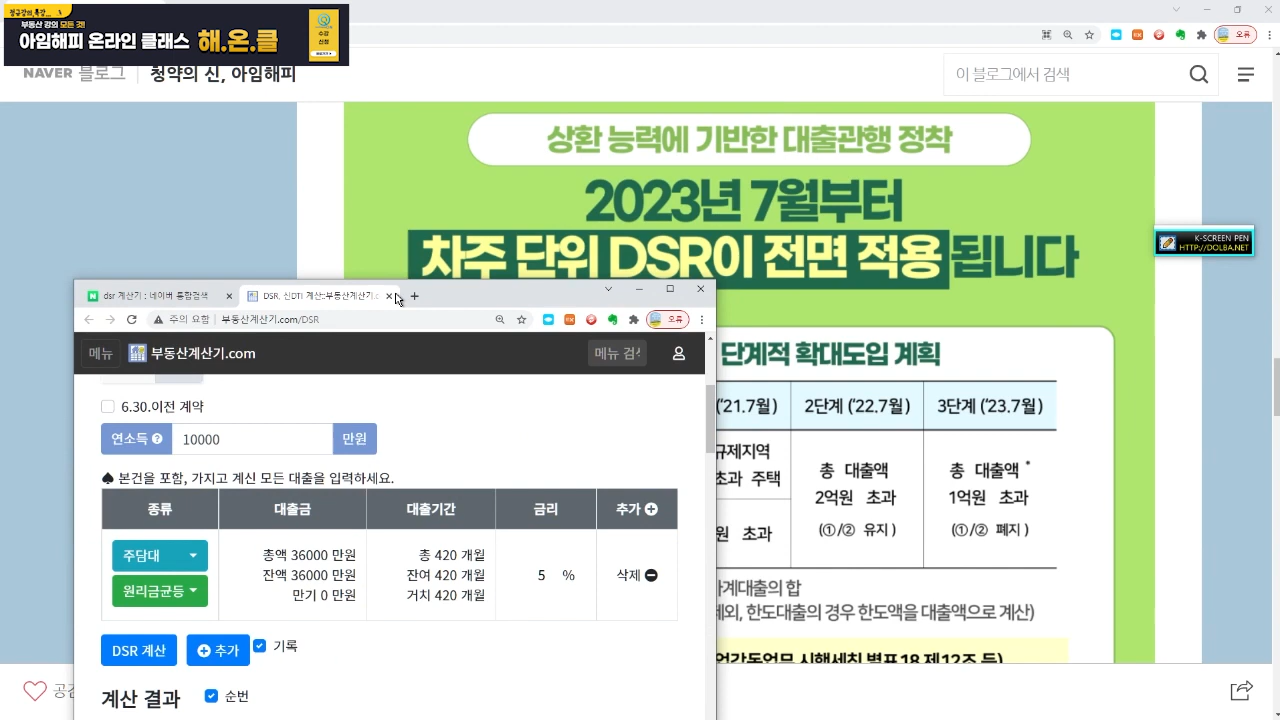 정규강의,특강
부동산 강의 모든 것!
아임해피 온라인 클래스 해.온.클
수강
신청
오류
NAVER 블로그 청약의 신, 아임해피
이 블로그에서 검색
상환 능력에 기반한 대출관행 정착
2023년 7월부터
차주 단위 DSR이 전면 적용됩니다
K-SCREEN PEN
HTTP://DOLBA.NET
단계적 확대도입 계획
('21.7월) 2단계 ('22.7월) 3단계 ('23.7월)
규제지역
초과 주택
원 초과
총 대출액
2억원 초과
(①/② 유지)
총 대출액 *
1억원 초과
(①/② 폐지)
가계대출의 합
한도대출의 경우 한도액을 대출액으로 계산)
dsr 계산기 : 네이버 통합검색
DSR, 신DTI 계산::부동산계산기.
주의 요함 부동산계산기.com/DSR
오류
메뉴 부동산계산기.com
메뉴 검
6.30.이전 계약
연소득 10000 만원
♠ 본건을 포함, 가지고 계신 모든 대출을 입력하세요.
종류 대출금 대출기간 금리 추가
주담대
원리금균등
총액 36000 만원
잔액 36000 만원
만기 0 만원
총 420 개월
잔여 420 개월
거치 420 개월
5 %
삭제
DSR 계산 추가 기록
계산 결과 순번